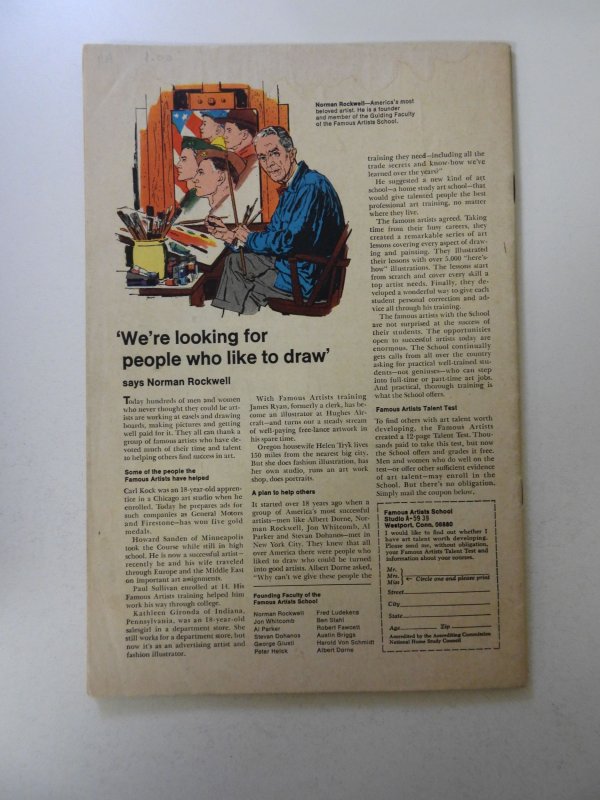 1.00
Norman Rockwell—America's most
beloved artist. He is a founder
and member of the Guiding Faculty
of the Famous Artists School.
'We're looking for
people who like to draw'
says Norman Rockwell
Today hundreds of men and women
who never thought they could be art-
ists are working at easels and drawing
boards, making pictures and getting
well paid for it. They all can thank a
group of famous artists who have de-
voted much of their time and talent
to helping others find success in art.
Some of the people the
Famous Artists have helped
Carl Kock was an 18-year-old appren-
tice in a Chicago art studio when he
enrolled. Today he prepares ads for
such companies as General Motors
and Firestone—has won five gold
medals.
Howard Sanden of Minneapolis
took the Course while still in high
school. He is now a successful artist—
recently he and his wife traveled
through Europe and the Middle East
on important art assignments.
Paul Sullivan enrolled at 14. His
Famous Artists training helped him
work his way through college.
Kathleen Gironda of Indiana,
Pennsylvania, was an 18-year-old
salesgirl in a department store. She
still works for a department store, but
now it's as an advertising artist and
fashion illustrator.
With Famous Artists training
James Ryan, formerly a clerk, has be-
come an illustrator at Hughes Air-
craft—and turns out a steady stream
of well-paying free-lance artwork in
his spare time.
Oregon housewife Helen Tryk lives
150 miles from the nearest big city.
But she does fashion illustration, has
her own studio, runs an art work
shop, does portraits.
A plan to help others
It started over 18 years ago when a
group of America's most successful
artists—men like Albert Dorne, Nor-
man Rockwell, Jon Whitcomb, Al
Parker and Stevan Dohanos—met in
New York City. They knew that all
over America there were people who
liked to draw who could be turned
into good artists. Albert Dorne asked,
"Why can't we give these people the
Founding Faculty of the
Famous Artists School
Norman Rockwell
Jon Whitcomb
Al Parker
Stevan Dohanos
George Giusti
Peter Helck
Fred Ludekens
Ben Stahl
Robert Fawcett
Austin Briggs
Harold Von Schmidt
Albert Dorne
training they need—including all the
trade secrets and know-how we've
learned over the years?"
He suggested a new kind of art
school—a home study art school—that
would give talented people the best
professional art training, no matter
where they live.
The famous artists agreed. Taking
time from their busy careers, they
created a remarkable series of art
lessons covering every aspect of draw-
ing and painting. They illustrated
their lessons with over 5,000 "here's-
how" illustrations. The lessons start
from scratch and cover every skill a
top artist needs. Finally, they de-
veloped a wonderful way to give each
student personal correction and ad-
vice all through his training.
The famous artists with the School
are not surprised at the success of
their students. The opportunities
open to successful artists today are
enormous. The School continually
gets calls from all over the country
asking for practical well-trained stu-
dents—not geniuses—who can step
into full-time or part-time art jobs.
And practical, thorough training is
what the School offers.
Famous Artists Talent Test
To find others with art talent worth
developing, the Famous Artists
created a 12-page Talent Test. Thou-
sands paid to take this test, but now
the School offers and grades it free.
Men and women who do well on the
test—or offer other sufficient evidence
of art talent—may enroll in the
School. But there's no obligation.
Simply mail the coupon below.
Famous Artists School
Studio A-59 39
Westport, Conn. 06880
I would like to find out whether I
have art talent worth developing.
Please send me, without obligation,
your Famous Artists Talent Test and
information about your courses.
Mr.
Mrs. ← Circle one and please print
Miss
Street
City
State
Age Zip
Accredited by the Accrediting Commission
National Home Study Council